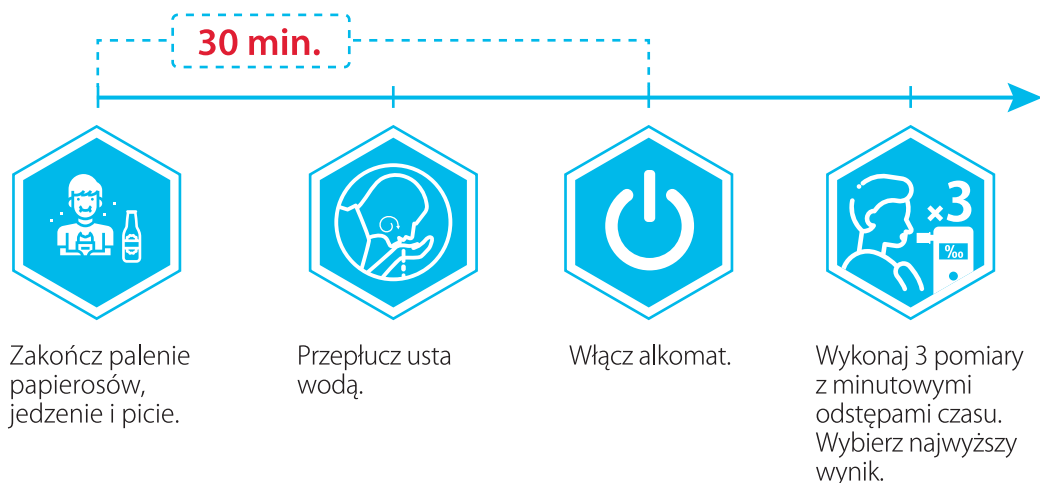 30 min.
×3
‰
Zakończ palenie
papierosów,
jedzenie i picie.
Przepłucz usta
wodą.
Włącz alkomat.
Wykonaj 3 pomiary
z minutowymi
odstępami czasu.
Wybierz najwyższy
wynik.